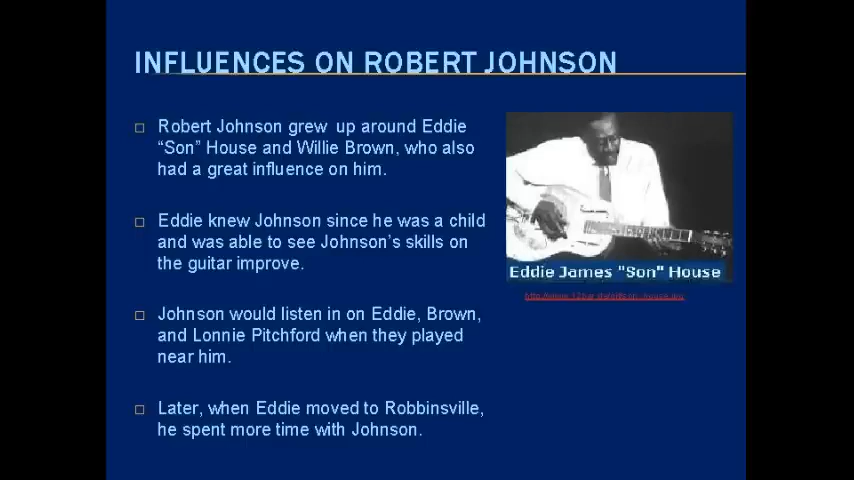 INFLUENCES ON ROBERT JOHNSON
Robert Johnson grew up around Eddie
“Son” House and Willie Brown, who also
had a great influence on him.
Eddie knew Johnson since he was a child
and was able to see Johnson’s skills on
the guitar improve.
Johnson would listen in on Eddie, Brown,
and Lonnie Pitchford when they played
near him.
Later, when Eddie moved to Robbinsville,
he spent more time with Johnson.
Eddie James "Son" House